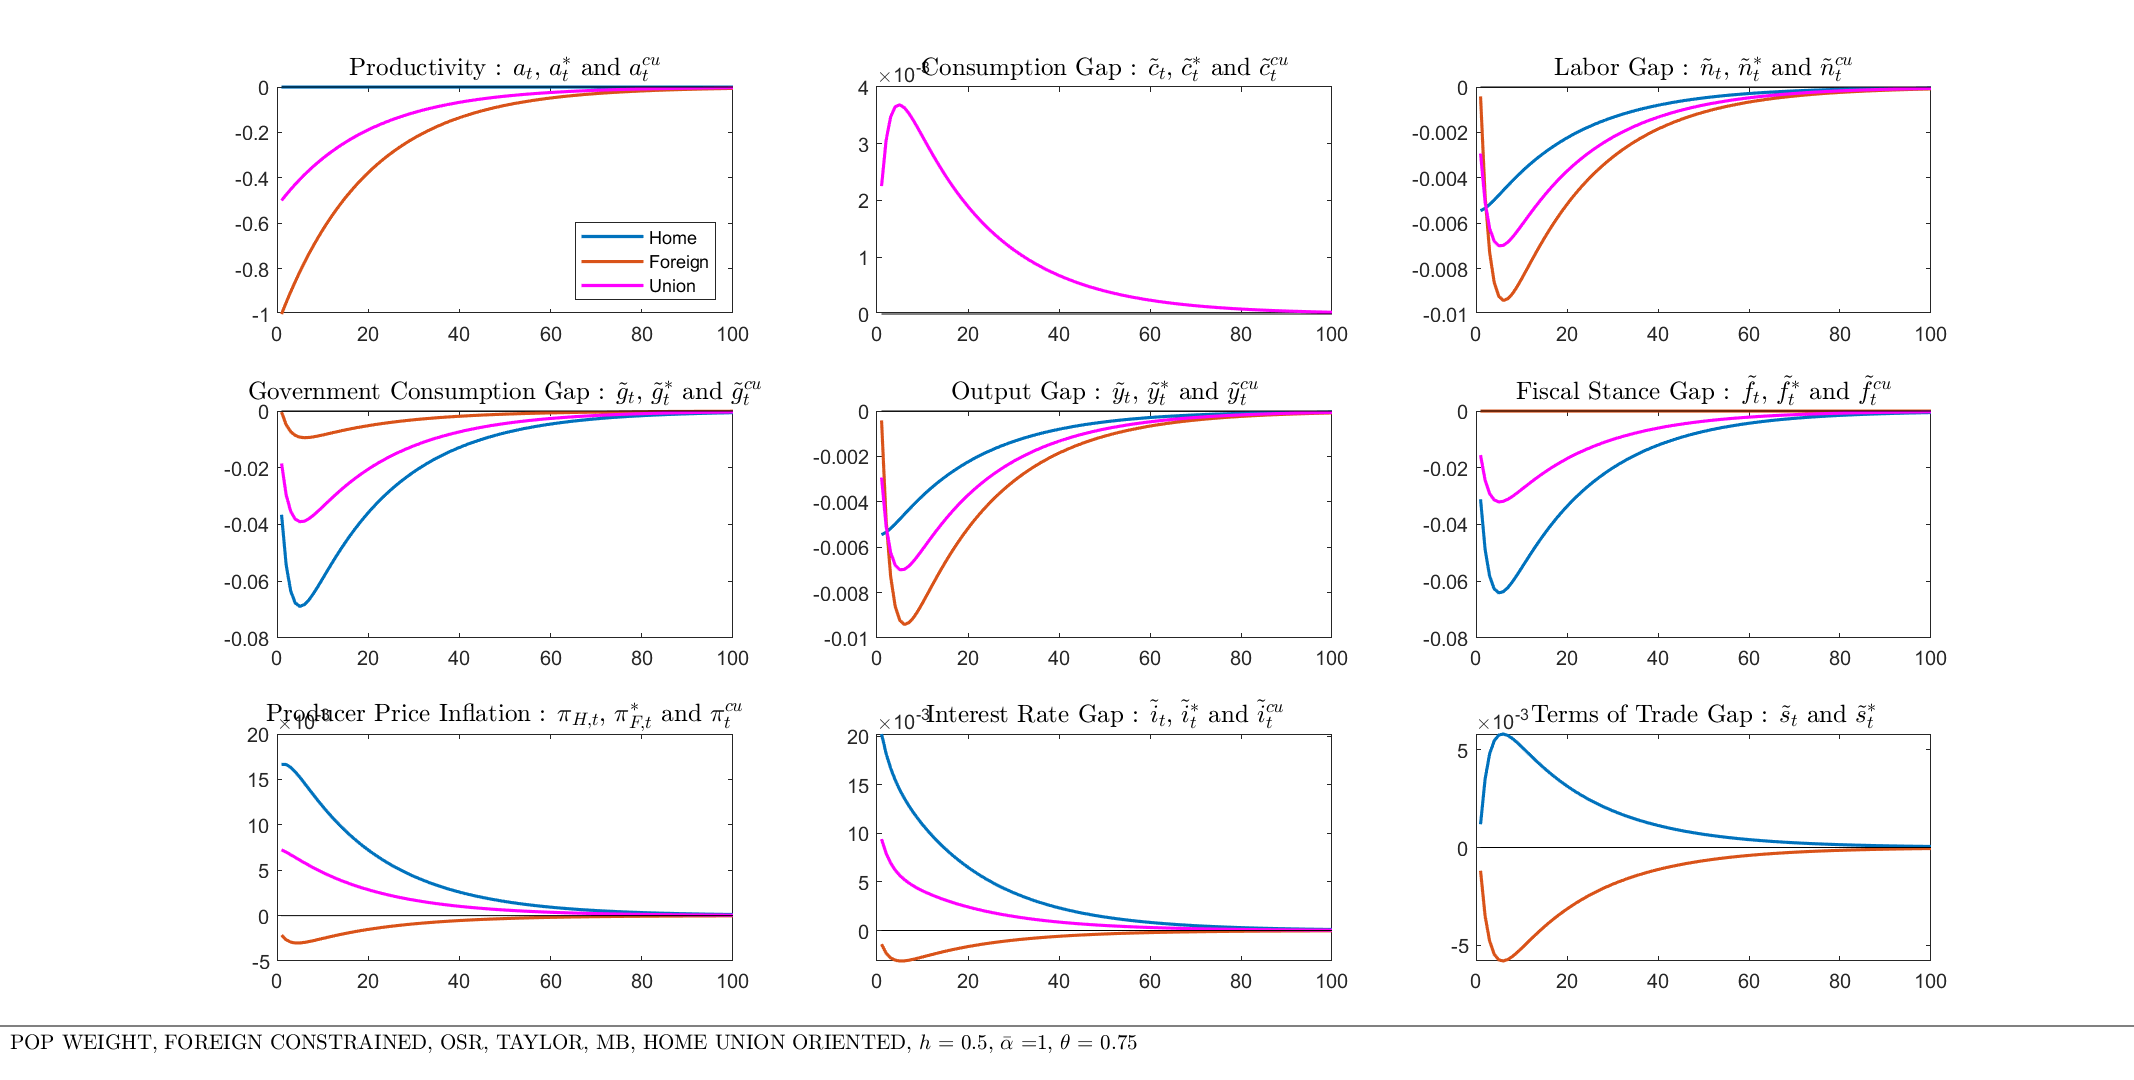 Productivity : a_t, a_t^* and a_t^{cu}
0
-0.2
-0.4
-0.6
-0.8
-1
0 20 40 60 80 100
Home
Foreign
Union
×10^{-3}
Consumption Gap : c̃_t, c̃_t^* and c̃_t^{cu}
4
3
2
1
0
0 20 40 60 80 100
Labor Gap : ñ_t, ñ_t^* and ñ_t^{cu}
0
-0.002
-0.004
-0.006
-0.008
-0.01
0 20 40 60 80 100
Government Consumption Gap : g̃_t, g̃_t^* and g̃_t^{cu}
0
-0.02
-0.04
-0.06
-0.08
0 20 40 60 80 100
Output Gap : ỹ_t, ỹ_t^* and ỹ_t^{cu}
0
-0.002
-0.004
-0.006
-0.008
-0.01
0 20 40 60 80 100
Fiscal Stance Gap : f̃_t, f̃_t^* and f̃_t^{cu}
0
-0.02
-0.04
-0.06
-0.08
0 20 40 60 80 100
Producer Price Inflation : π_{H,t}, π_{F,t}^* and π_t^{cu}
×10^{-3}
20
15
10
5
0
-5
0 20 40 60 80 100
×10^{-3}
Interest Rate Gap : ĩ_t, ĩ_t^* and ĩ_t^{cu}
20
15
10
5
0
0 20 40 60 80 100
×10^{-3}
Terms of Trade Gap : s̃_t and s̃_t^*
5
0
-5
0 20 40 60 80 100
POP WEIGHT, FOREIGN CONSTRAINED, OSR, TAYLOR, MB, HOME UNION ORIENTED, h = 0.5, ᾱ =1, θ = 0.75